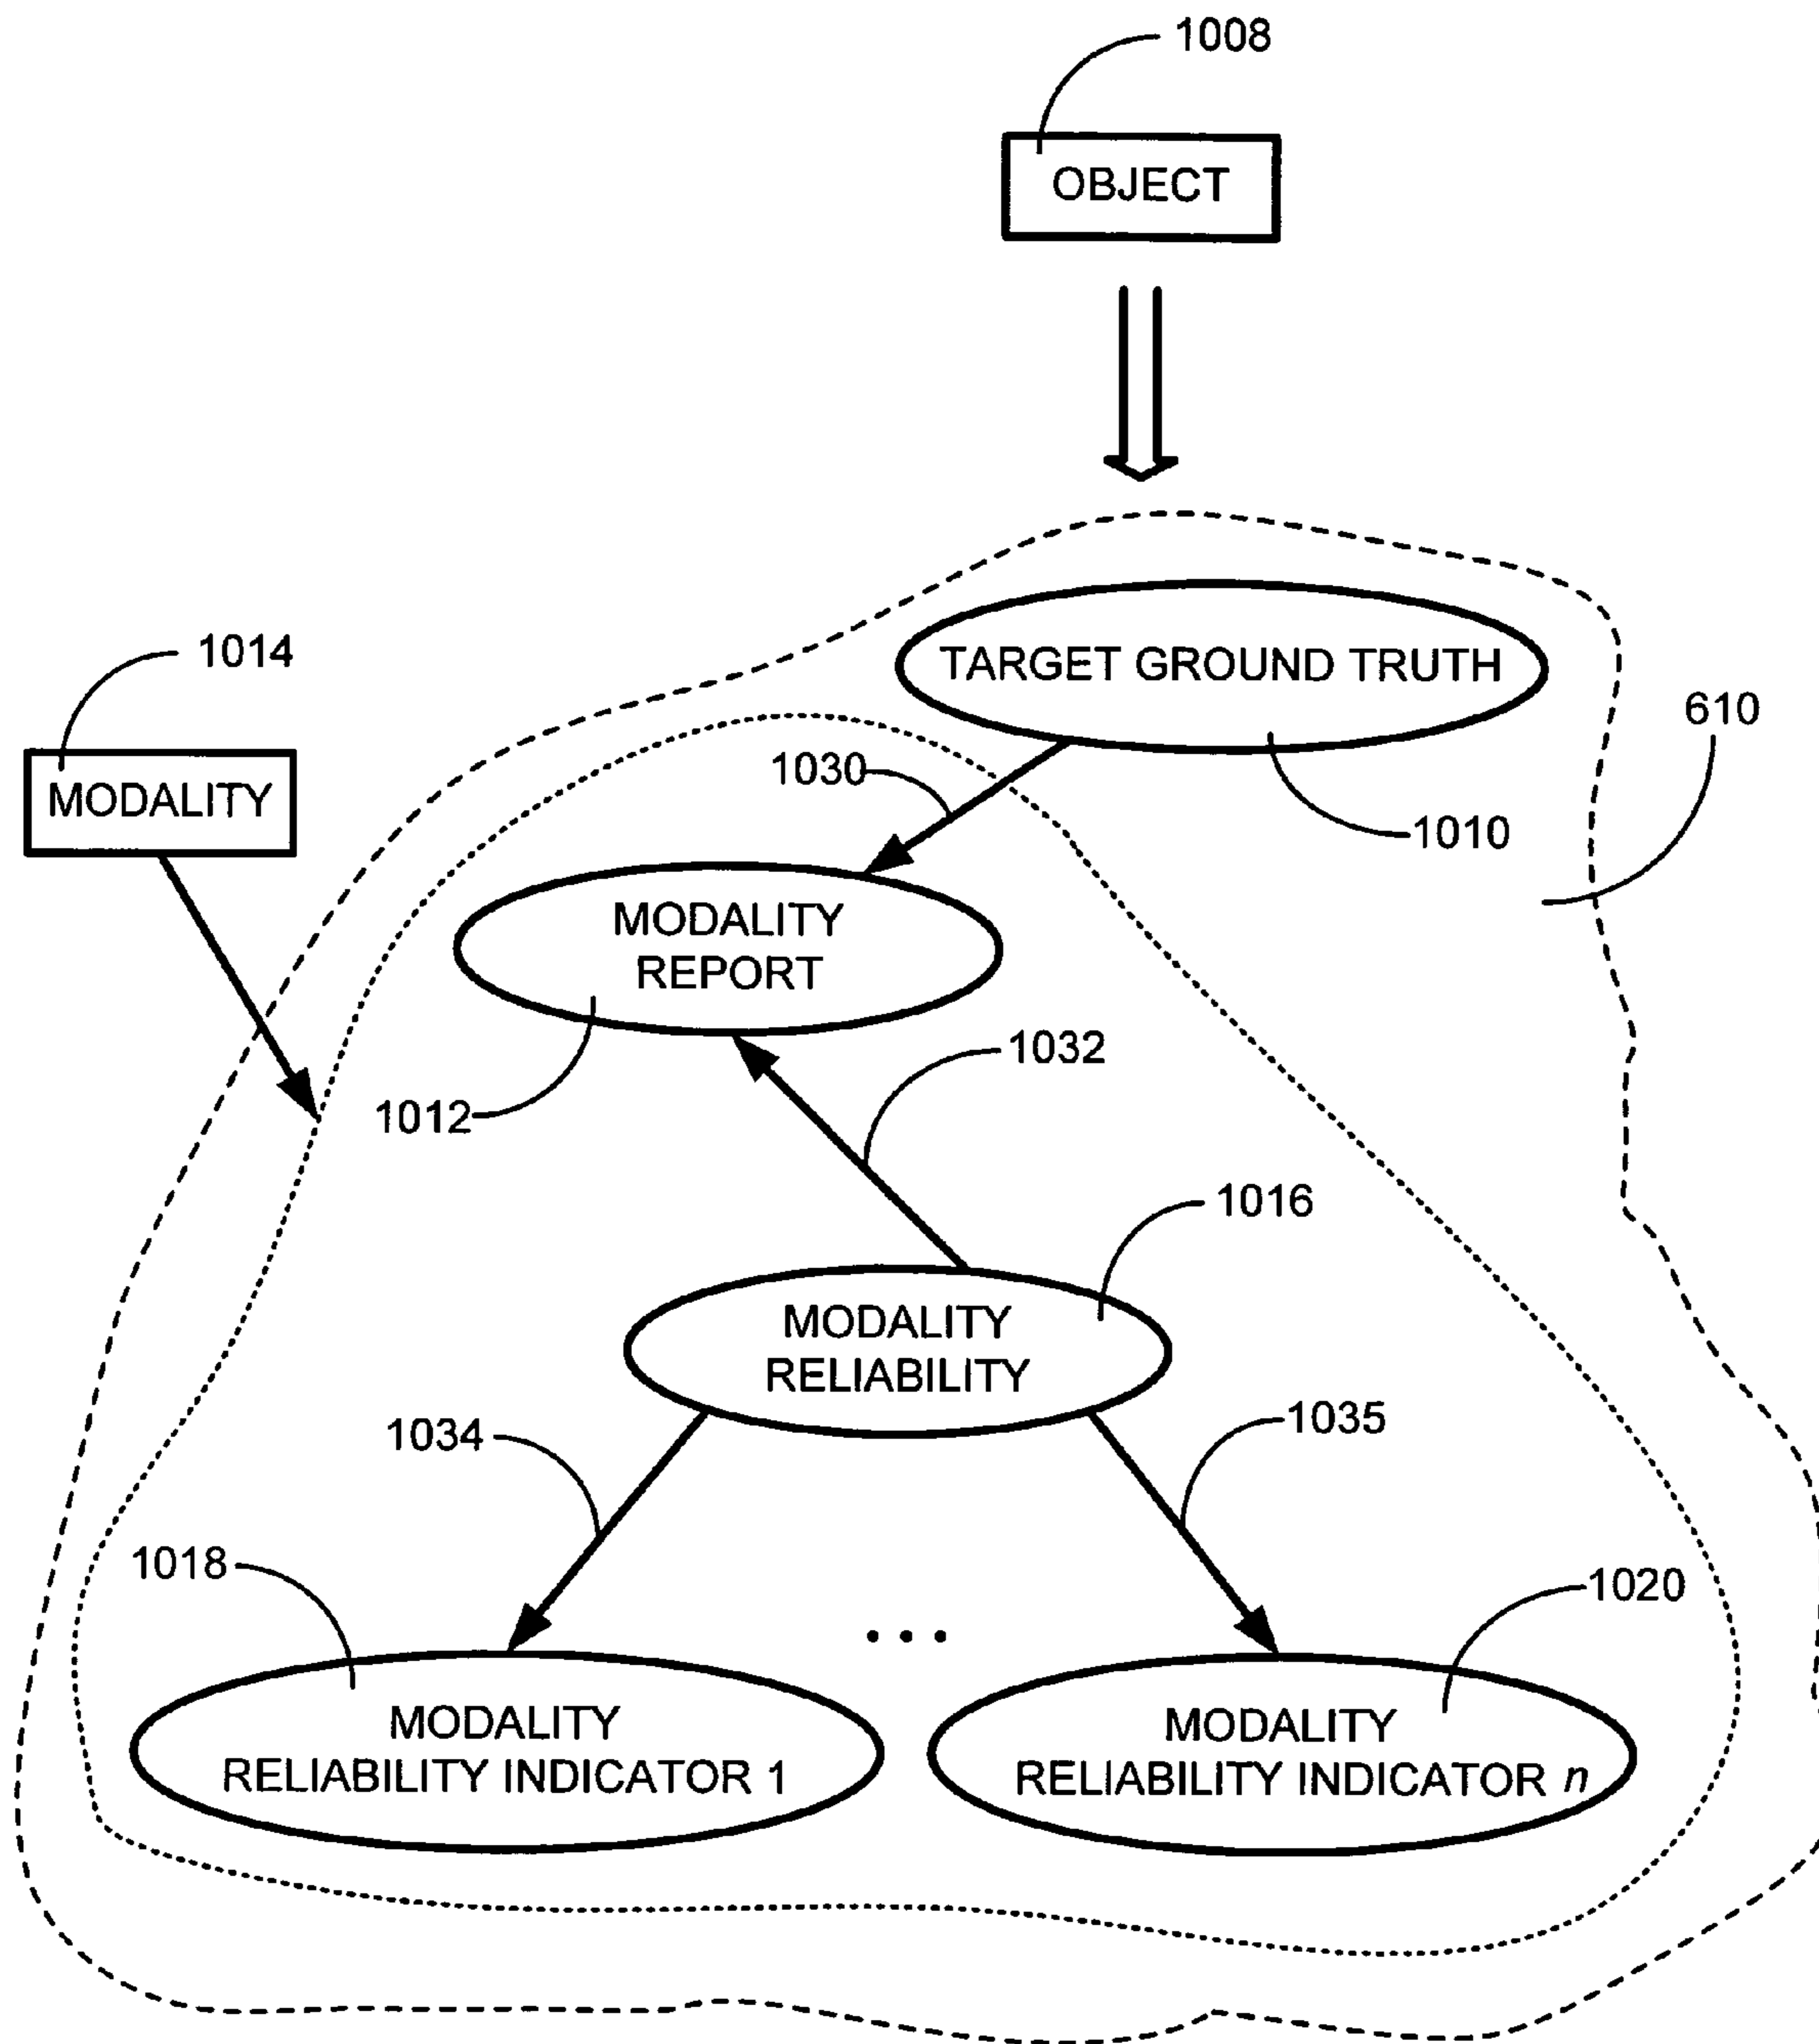 1008
OBJECT
1014
TARGET GROUND TRUTH
610
MODALITY
1030
1010
MODALITY
REPORT
1032
1012
1016
MODALITY
RELIABILITY
1034
1035
1018
1020
...
MODALITY
RELIABILITY INDICATOR 1
MODALITY
RELIABILITY INDICATOR n